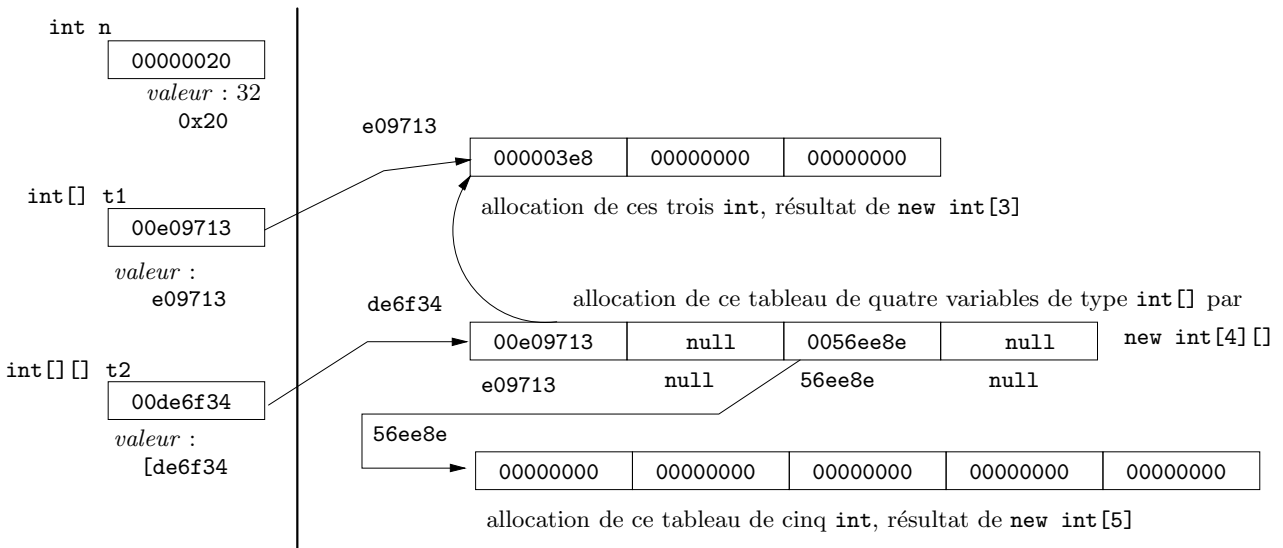 int n
00000020
valeur : 32
0x20
e09713
000003e8 00000000 00000000
int[] t1
allocation de ces trois int, résultat de new int[3]
00e09713
valeur :
e09713
allocation de ce tableau de quatre variables de type int[] par
de6f34
new int[4][]
00e09713 null 0056ee8e null
int[][] t2
e09713 null 56ee8e null
00de6f34
valeur :
[de6f34
56ee8e
00000000 00000000 00000000 00000000 00000000
allocation de ce tableau de cinq int, résultat de new int[5]